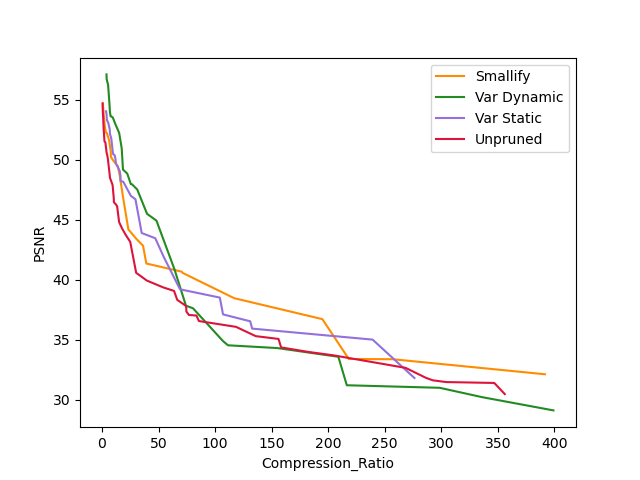 Smallify
Var Dynamic
Var Static
Unpruned
PSNR
55
50
45
40
35
30
0 50 100 150 200 250 300 350 400
Compression_Ratio